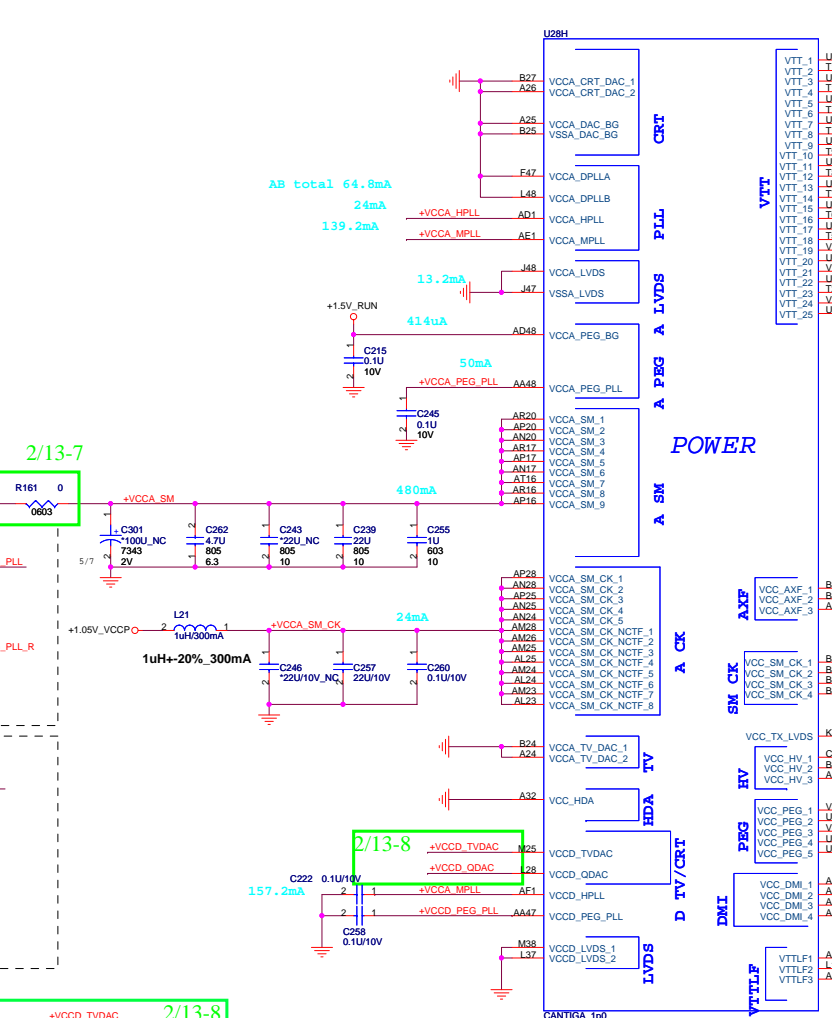 U28H
B27
VCCA_CRT_DAC_1
A26
VCCA_CRT_DAC_2
A25
VCCA_DAC_BG
B25
VSSA_DAC_BG
CRT
AB total 64.8mA
F47
VCCA_DPLLA
L48
VCCA_DPLLB
24mA
+VCCA_HPLL
AD1
VCCA_HPLL
139.2mA
+VCCA_MPLL
AE1
VCCA_MPLL
PLL
13.2mA
J48
VCCA_LVDS
J47
VSSA_LVDS
A LVDS
+1.5V_RUN
414uA
AD48
VCCA_PEG_BG
1
C215
0.1U
2
10V
50mA
+VCCA_PEG_PLL
AA48
VCCA_PEG_PLL
A PEG
1
C245
0.1U
2
10V
POWER
2/13-7
R161
0
0603
+VCCA_SM
480mA
AR20
VCCA_SM_1
AP20
VCCA_SM_2
AN20
VCCA_SM_3
AR17
VCCA_SM_4
AP17
VCCA_SM_5
AN17
VCCA_SM_6
AT16
VCCA_SM_7
AR16
VCCA_SM_8
AP16
VCCA_SM_9
A SM
C301
*100U_NC
7343
2V
5/7
C262
4.7U
805
6.3
C243
*22U_NC
805
10
C239
22U
805
10
C255
1U
603
10
_PLL
_PLL_R
+1.05V_VCCP
2
L21
1
1uH/300mA
1uH+-20%_300mA
+VCCA_SM_CK
24mA
AP28
VCCA_SM_CK_1
AN28
VCCA_SM_CK_2
AP25
VCCA_SM_CK_3
AN25
VCCA_SM_CK_4
AN24
VCCA_SM_CK_5
AM28
VCCA_SM_CK_NCTF_1
AM26
VCCA_SM_CK_NCTF_2
AM25
VCCA_SM_CK_NCTF_3
AL25
VCCA_SM_CK_NCTF_4
AM24
VCCA_SM_CK_NCTF_5
AL24
VCCA_SM_CK_NCTF_6
AM23
VCCA_SM_CK_NCTF_7
AL23
VCCA_SM_CK_NCTF_8
A CK
C246
*22U/10V_NC
C257
22U/10V
C260
0.1U/10V
B24
VCCA_TV_DAC_1
A24
VCCA_TV_DAC_2
TV
A32
VCC_HDA
HDA
2/13-8
+VCCD_TVDAC
M25
VCCD_TVDAC
+VCCD_QDAC
L28
VCCD_QDAC
C222
0.1U/10V
157.2mA
2
1
+VCCA_MPLL
AF1
VCCD_HPLL
2
1
+VCCD_PEG_PLL
AA47
VCCD_PEG_PLL
C258
0.1U/10V
D TV/CRT
M38
VCCD_LVDS_1
L37
VCCD_LVDS_2
LVDS
VTT
VTT_1
VTT_2
VTT_3
VTT_4
VTT_5
VTT_6
VTT_7
VTT_8
VTT_9
VTT_10
VTT_11
VTT_12
VTT_13
VTT_14
VTT_15
VTT_16
VTT_17
VTT_18
VTT_19
VTT_20
VTT_21
VTT_22
VTT_23
VTT_24
VTT_25
AXF
VCC_AXF_1
VCC_AXF_2
VCC_AXF_3
SM CK
VCC_SM_CK_1
VCC_SM_CK_2
VCC_SM_CK_3
VCC_SM_CK_4
VCC_TX_LVDS
HV
VCC_HV_1
VCC_HV_2
VCC_HV_3
PEG
VCC_PEG_1
VCC_PEG_2
VCC_PEG_3
VCC_PEG_4
VCC_PEG_5
DMI
VCC_DMI_1
VCC_DMI_2
VCC_DMI_3
VCC_DMI_4
VTTLF
VTTLF1
VTTLF2
VTTLF3
+VCCD_TVDAC
2/13-8
CANTIGA_1p0